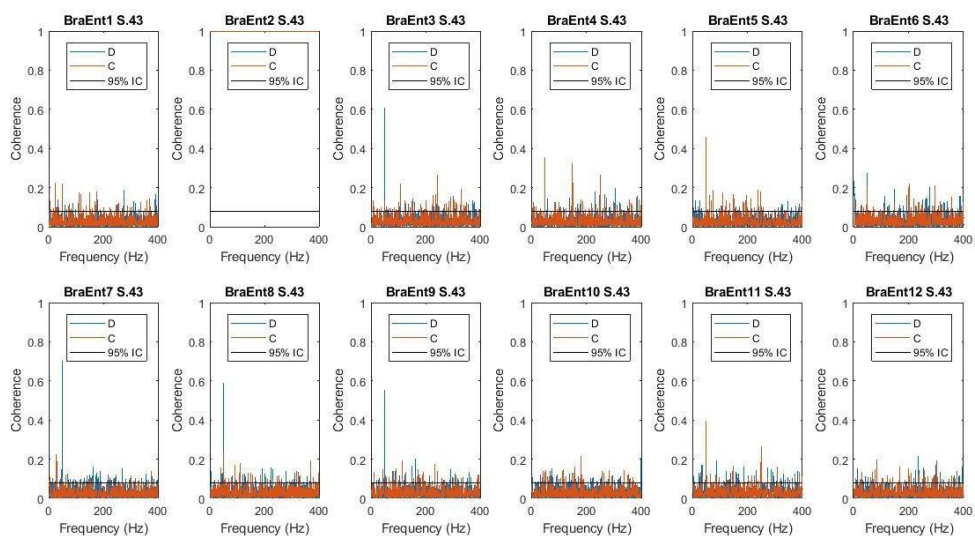 BraEnt1 S.43 BraEnt2 S.43 BraEnt3 S.43 BraEnt4 S.43 BraEnt5 S.43 BraEnt6 S.43
1 1 1 1 1 1
D D D D D D
0.8 C 0.8 C 0.8 C 0.8 C 0.8 C 0.8 C
95% IC 95% IC 95% IC 95% IC 95% IC 95% IC
0.6 0.6 0.6 0.6 0.6 0.6
Coherence Coherence Coherence Coherence Coherence Coherence
0.4 0.4 0.4 0.4 0.4 0.4
0.2 0.2 0.2 0.2 0.2 0.2
0 0 0 0 0 0
0 200 400 0 200 400 0 200 400 0 200 400 0 200 400 0 200 400
Frequency (Hz) Frequency (Hz) Frequency (Hz) Frequency (Hz) Frequency (Hz) Frequency (Hz)
BraEnt7 S.43 BraEnt8 S.43 BraEnt9 S.43 BraEnt10 S.43 BraEnt11 S.43 BraEnt12 S.43
1 1 1 1 1 1
D D D D D D
0.8 C 0.8 C 0.8 C 0.8 C 0.8 C 0.8 C
95% IC 95% IC 95% IC 95% IC 95% IC 95% IC
0.6 0.6 0.6 0.6 0.6 0.6
Coherence Coherence Coherence Coherence Coherence Coherence
0.4 0.4 0.4 0.4 0.4 0.4
0.2 0.2 0.2 0.2 0.2 0.2
0 0 0 0 0 0
0 200 400 0 200 400 0 200 400 0 200 400 0 200 400 0 200 400
Frequency (Hz) Frequency (Hz) Frequency (Hz) Frequency (Hz) Frequency (Hz) Frequency (Hz)